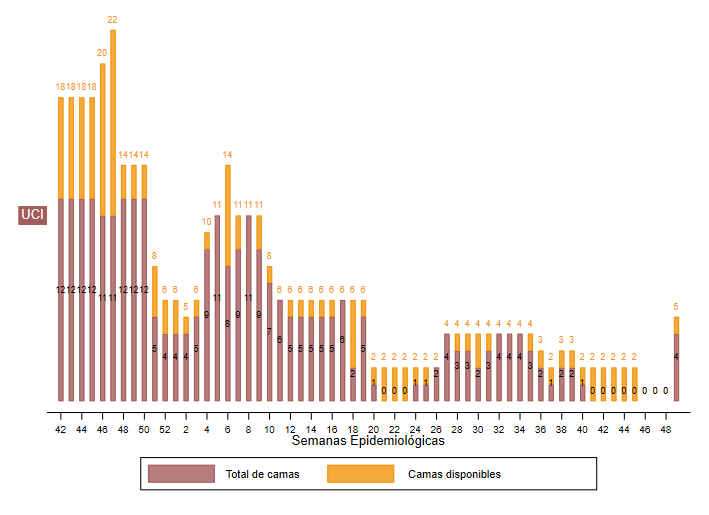 22
20
18 18 18 18
14 14 14 14
11 11 11 11
10
8 8
6 6 6 6 6 6 6 6 6 6 6 6
5 5
4 4 4 4 4 4 4 4 4
3 3 3
2 2 2 2 2 2 2 2 2 2 2 2 2 2
UCI
12 12 12 12 11 11 12 12 12 5 4 4 4 5 9 11 8 9 11 9 7 6 5 5 5 5 5 6 2 5 1 0 0 0 1 1 2 4 3 3 2 3 4 4 4 3 2 1 2 2 1 0 0 0 0 0 0 0 0 4
42 44 46 48 50 52 2 4 6 8 10 12 14 16 18 20 22 24 26 28 30 32 34 36 38 40 42 44 46 48
Semanas Epidemiológicas
Total de camas
Camas disponibles